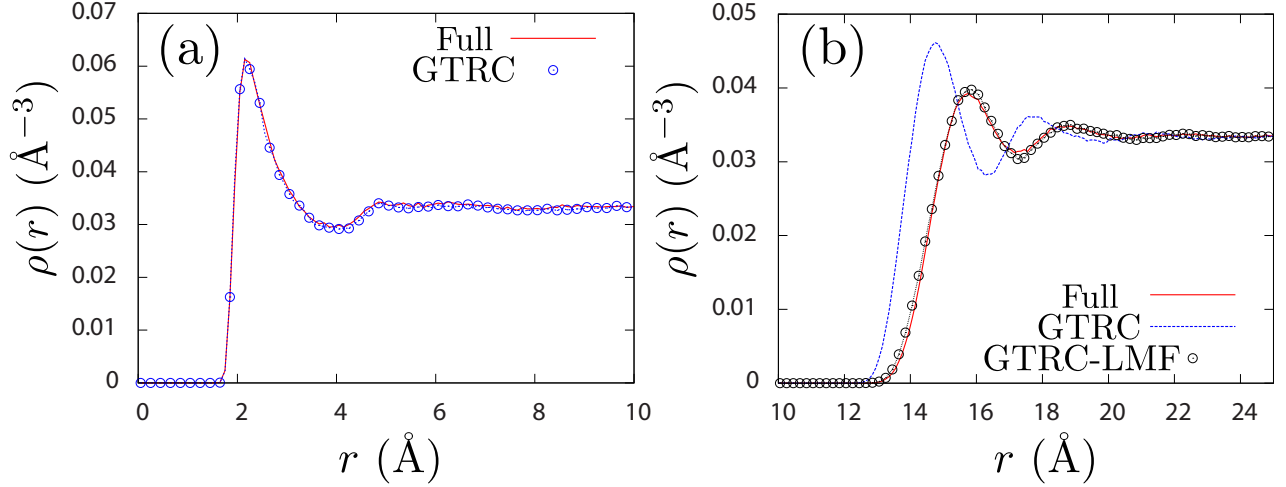 (a)
Full
GTRC
0.07
0.06
0.05
0.04
0.03
0.02
0.01
0
ρ(r) (Å−3)
0 2 4 6 8 10
r (Å)
(b)
0.05
0.04
0.03
0.02
0.01
0
ρ(r) (Å−3)
Full
GTRC
GTRC-LMF
10 12 14 16 18 20 22 24
r (Å)